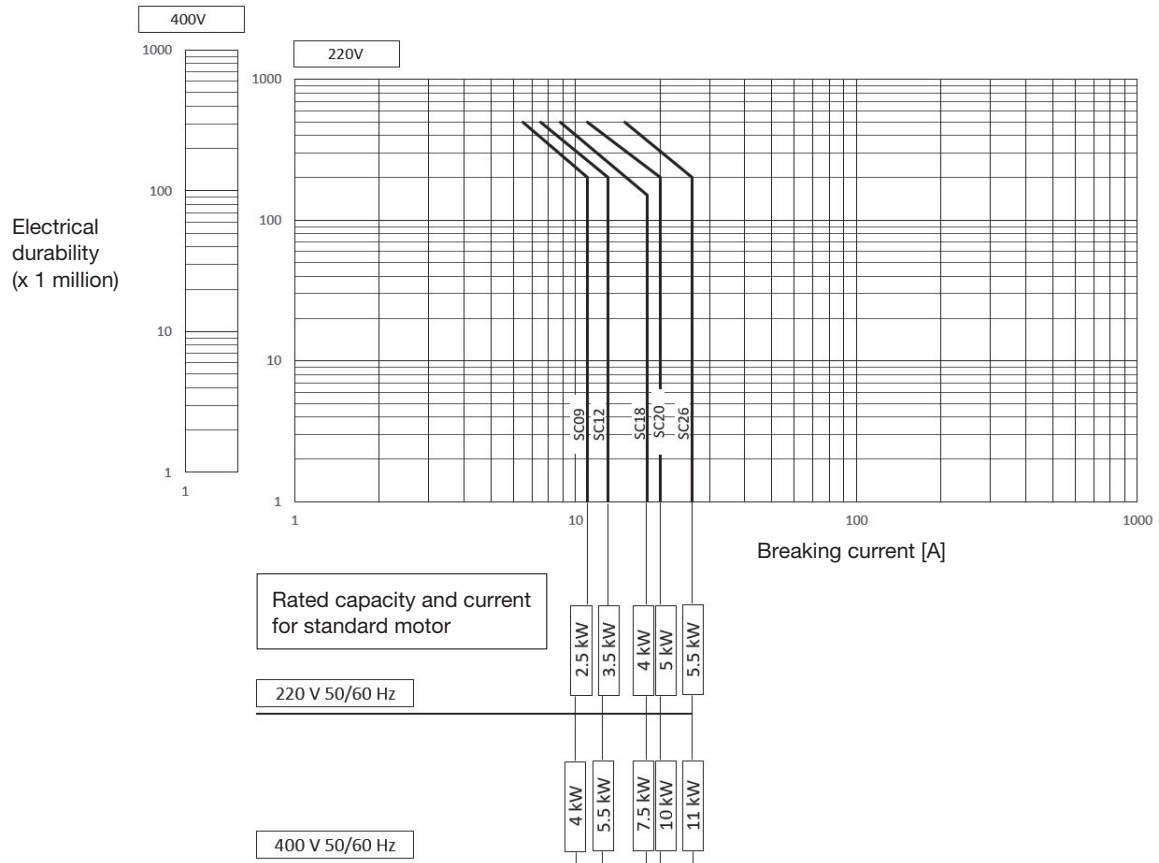 400V
1000
100
10
1
1
Electrical
durability
(x 1 million)
220V
1000
100
10
1
SC09
SC12
SC18
SC20
SC26
1
10
100
1000
Breaking current [A]
Rated capacity and current
for standard motor
2.5 kW
3.5 kW
4 kW
5 kW
5.5 kW
220 V 50/60 Hz
4 kW
5.5 kW
7.5 kW
10 kW
11 kW
400 V 50/60 Hz